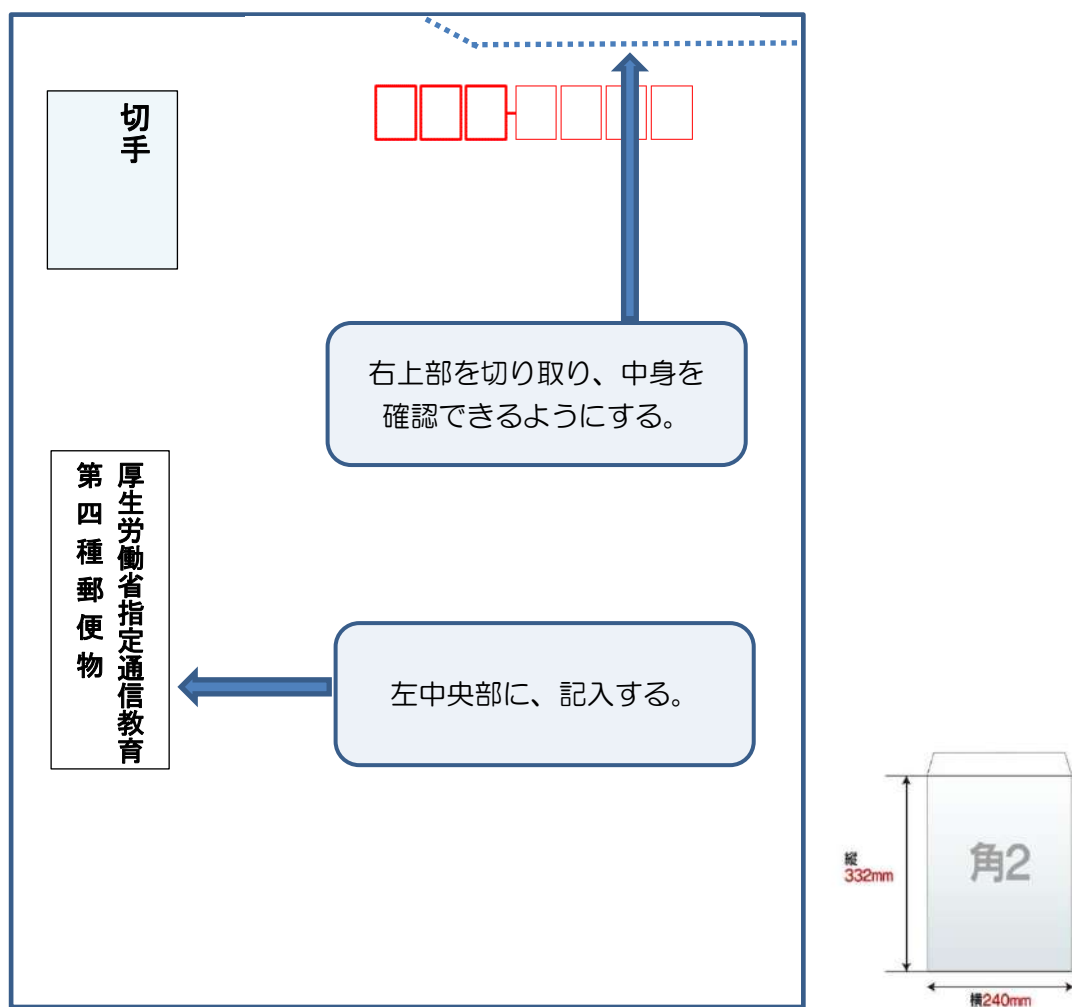 切手
右上部を切り取り、中身を
確認できるようにする。
厚生労働省指定通信教育
第四種郵便物
左中央部に、記入する。
角2
縦
332mm
横240mm